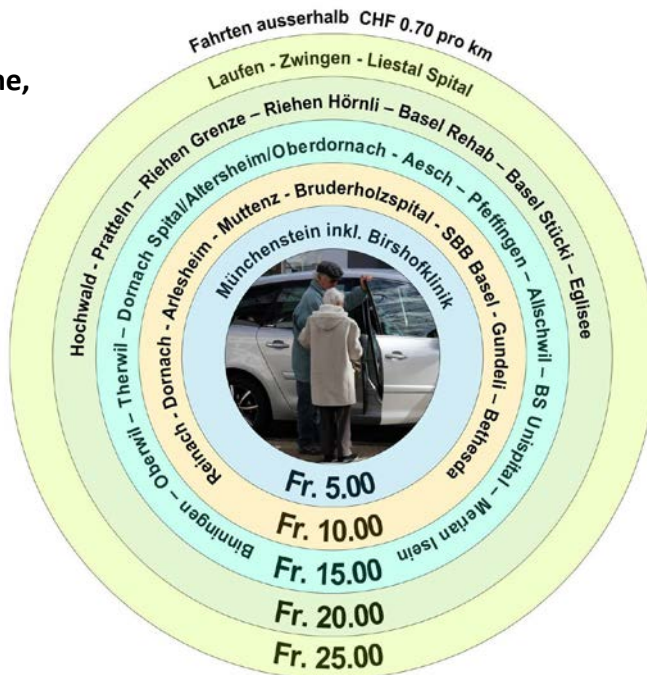 Fahrten ausserhalb CHF 0.70 pro km
ne,
Laufen - Zwingen - Liestal Spital
Hochwald - Pratteln – Riehen Grenze – Riehen Hörnli – Basel Rehab – Basel Stücki – Eglisee
Binningen – Oberwil – Therwil – Dornach Spital/Altersheim/Oberdornach - Aesch – Pfeffingen – Allschwil – BS Unispital – Merian Isein
Reinach - Dornach - Arlesheim - Muttenz - Bruderholzspital - SBB Basel - Gundeli – Bethesda
Münchenstein inkl. Birshofklinik
Fr. 5.00
Fr. 10.00
Fr. 15.00
Fr. 20.00
Fr. 25.00